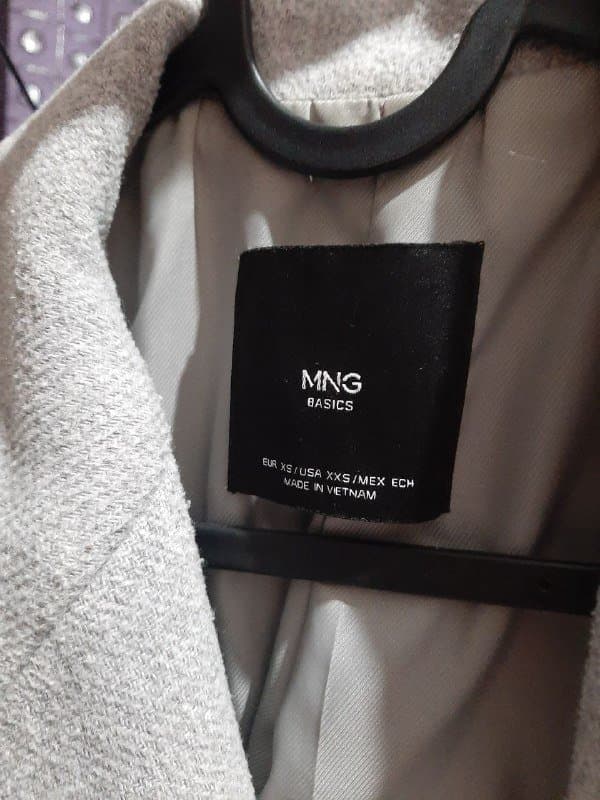 MNG
BASICS
EUR XS/USA XXS/MEX ECH
MADE IN VIETNAM